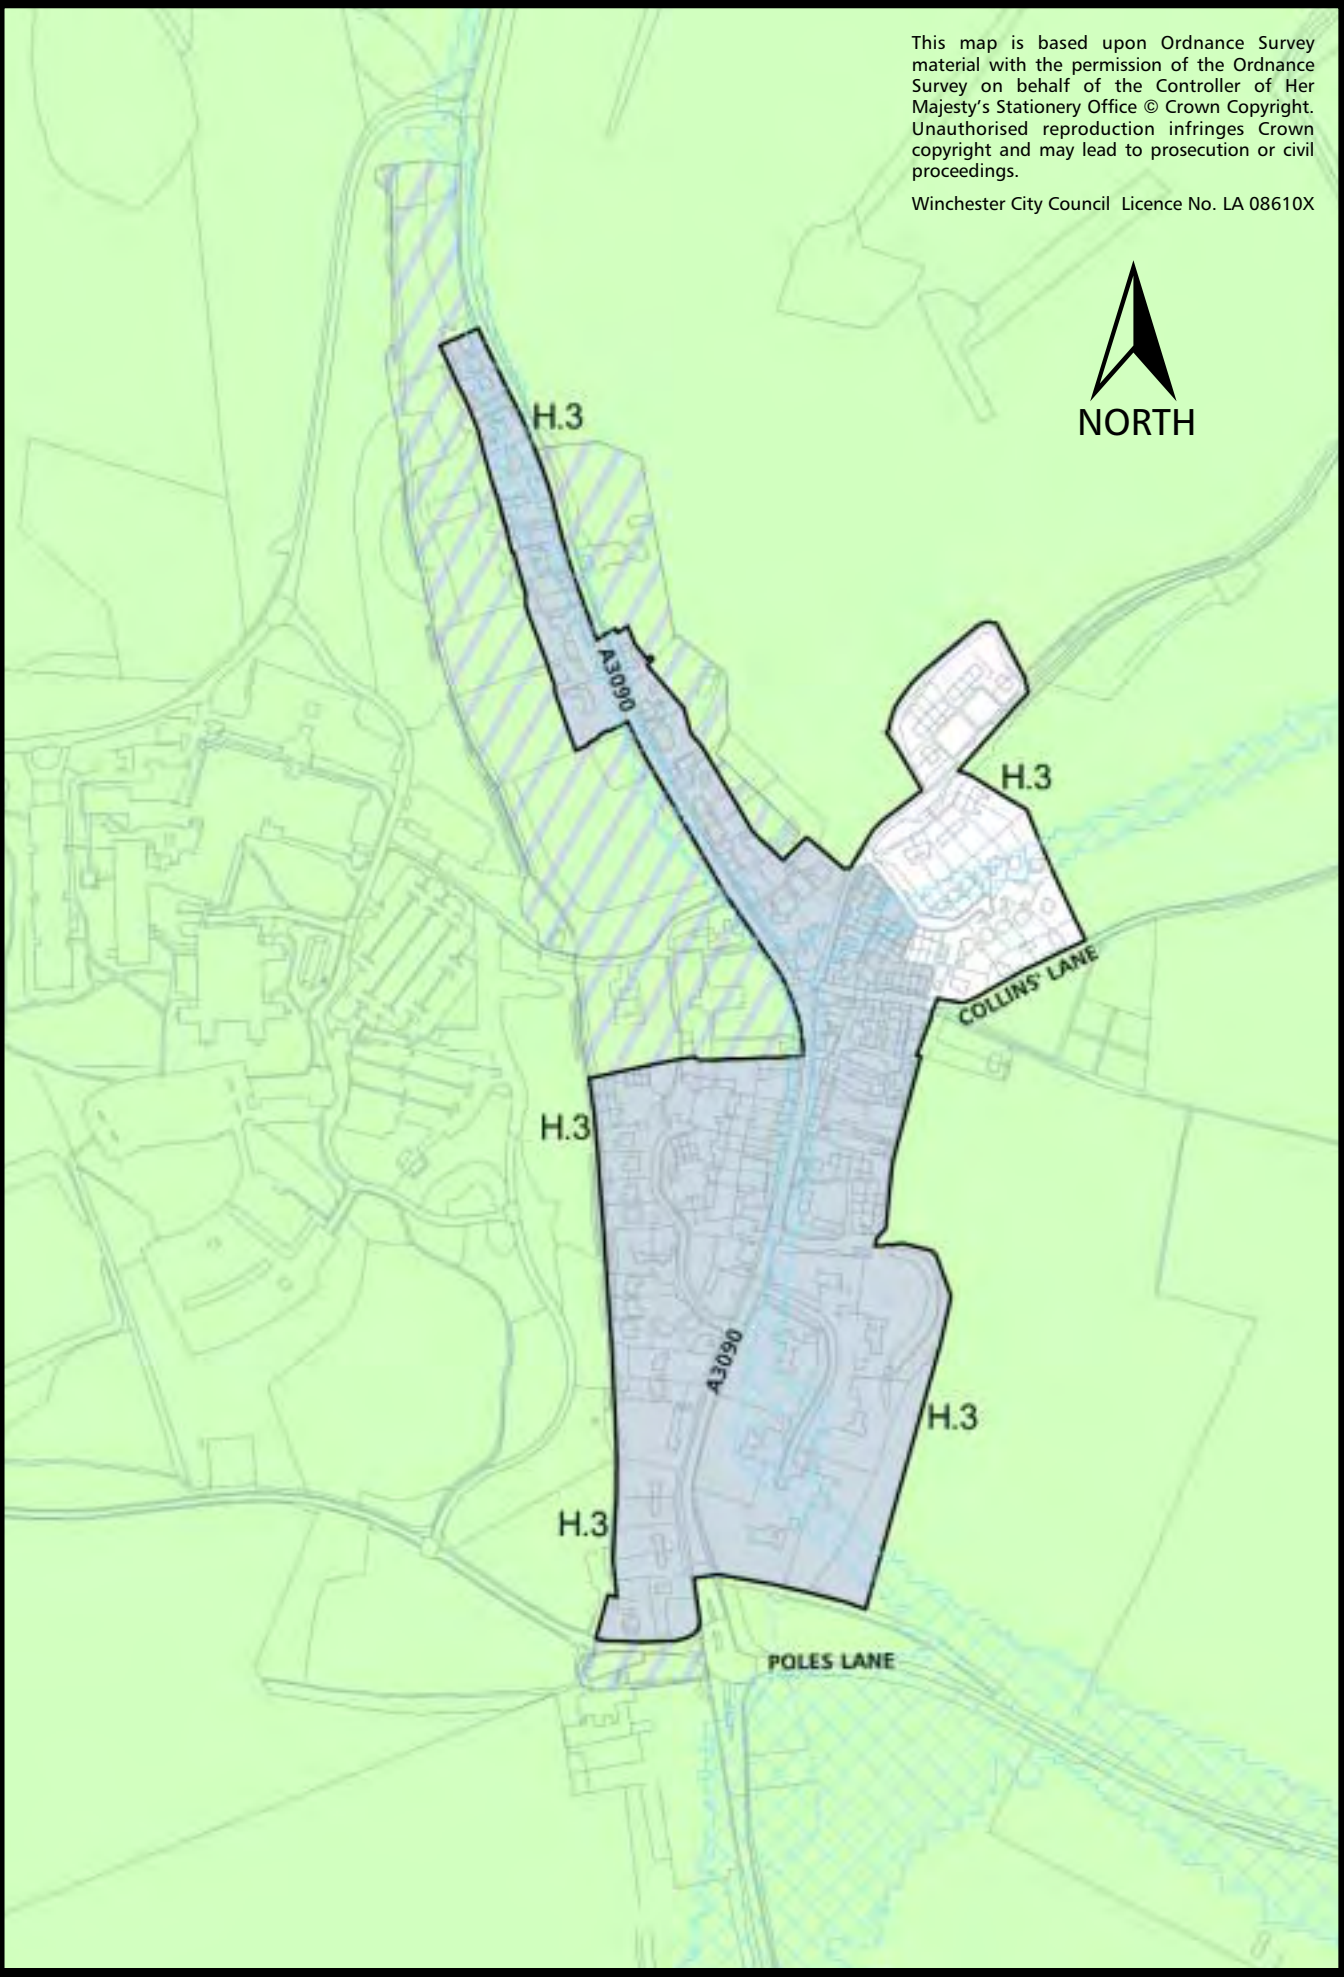 This map is based upon Ordnance Survey
material with the permission of the Ordnance
Survey on behalf of the Controller of Her
Majesty's Stationery Office © Crown Copyright.
Unauthorised reproduction infringes Crown
copyright and may lead to prosecution or civil
proceedings.
Winchester City Council Licence No. LA 08610X
NORTH
H.3
A3090
H.3
COLLINS' LANE
H.3
A3090
H.3
H.3
POLES LANE